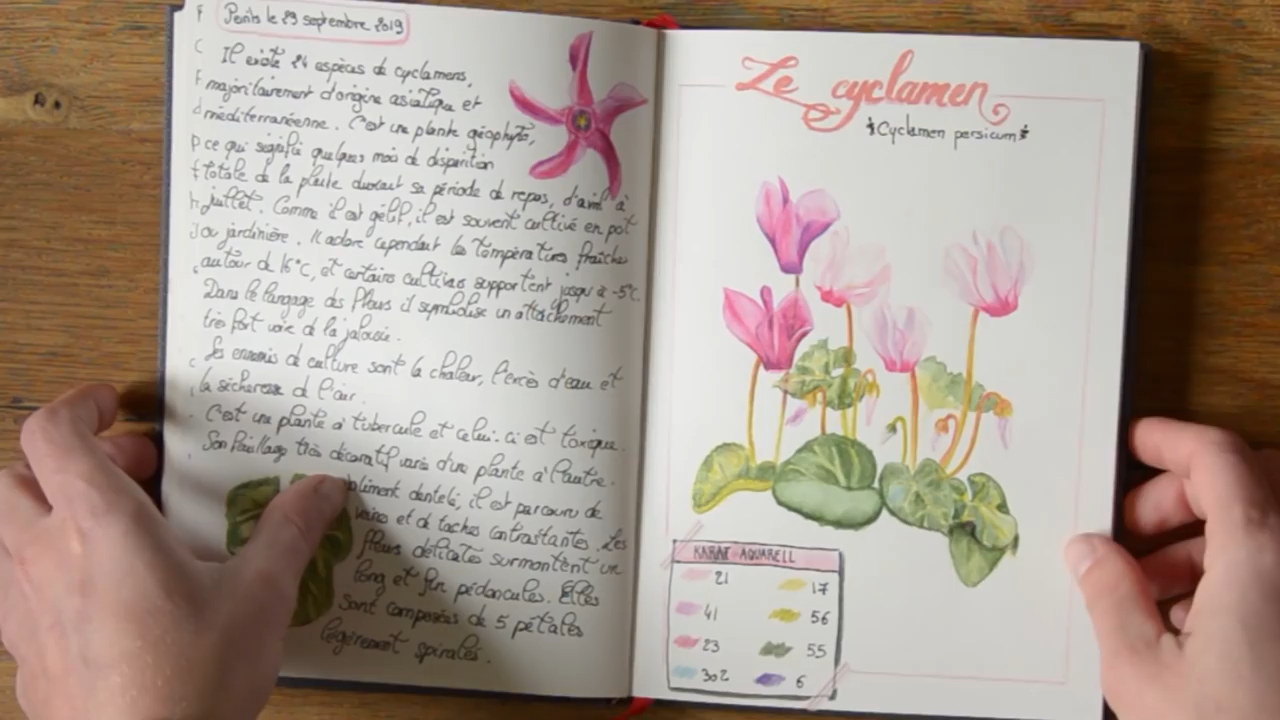 Pertils le 29 septembre 2019
Il existe 24 espèces de cyclamens,
majoritairement d'origine asiatique et
méditerranéenne. C'est une plante géophyte,
ce qui signifie quelques mois de disparition
totale de la plante durant sa période de repos, d'avril à
juillet. Comme il est gélif, il est souvent cultivé en pot
ou jardinière. Il adore cependant les températures fraîches
autour de 16°C, et certains cultivars supportent jusqu'à -5°C.
Dans le langage des fleurs il symbolise un attachement
très fort voire de la jalousie.
Ses ennemis de culture sont la chaleur, l'excès d'eau et
la sécheresse de l'air.
C'est une plante à tubercule et celui-ci est toxique.
Son feuillage très décoratif varie d'une plante à l'autre.
dentelé, il est parcouru de
veines et de taches contrastantes. Les
fleurs délicates surmontent un
long et fin pédoncules. Elles
sont composées de 5 pétales
légèrement spiralés.
Le cyclamen
*Cyclamen persicum*
KARAT AQUARELL
21 17
41 56
23 55
302 6